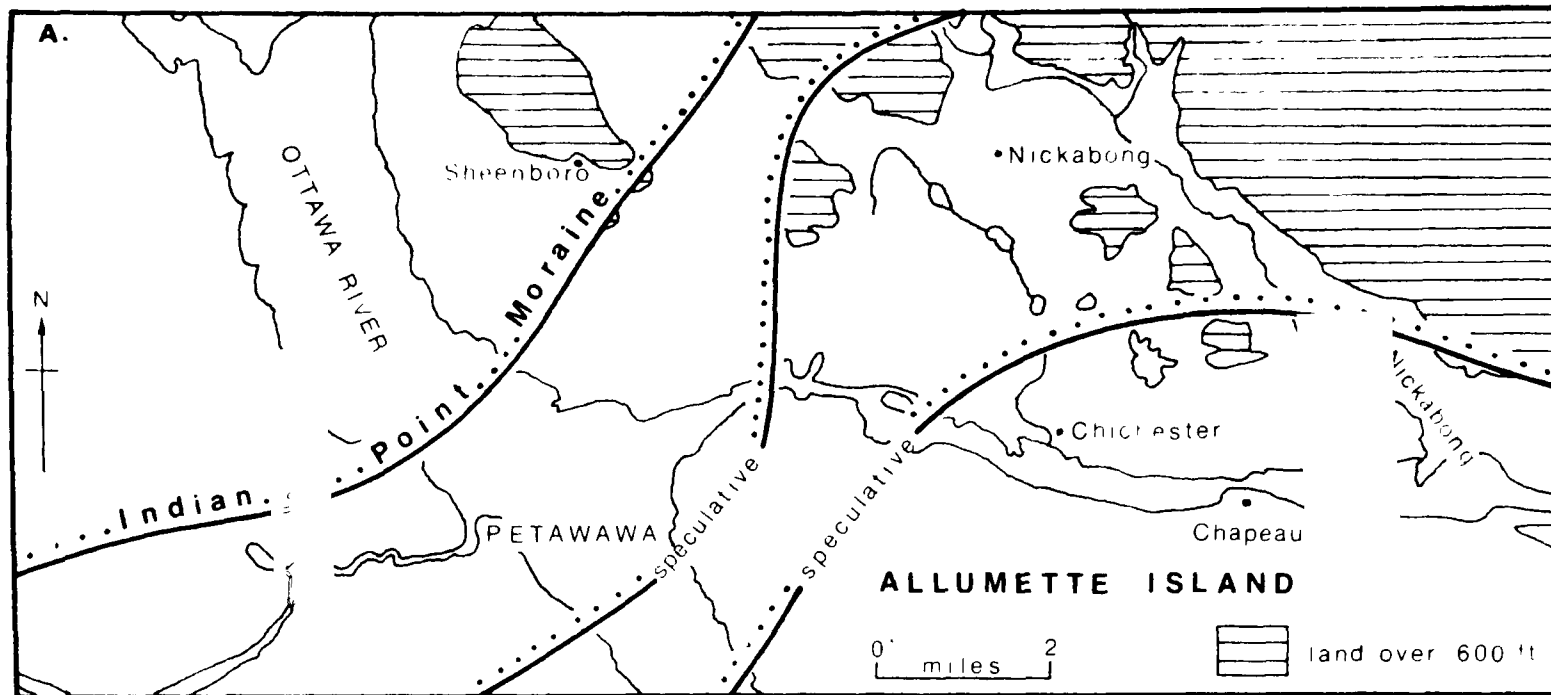 A.
OTTAWA RIVER
Sheenboro
Nickabong
N
Indian Point Moraine
PETAWAWA
speculative
speculative
Chichester
Nickabong
Chapeau
ALLUMETTE ISLAND
0 2
miles
land over 600 ft